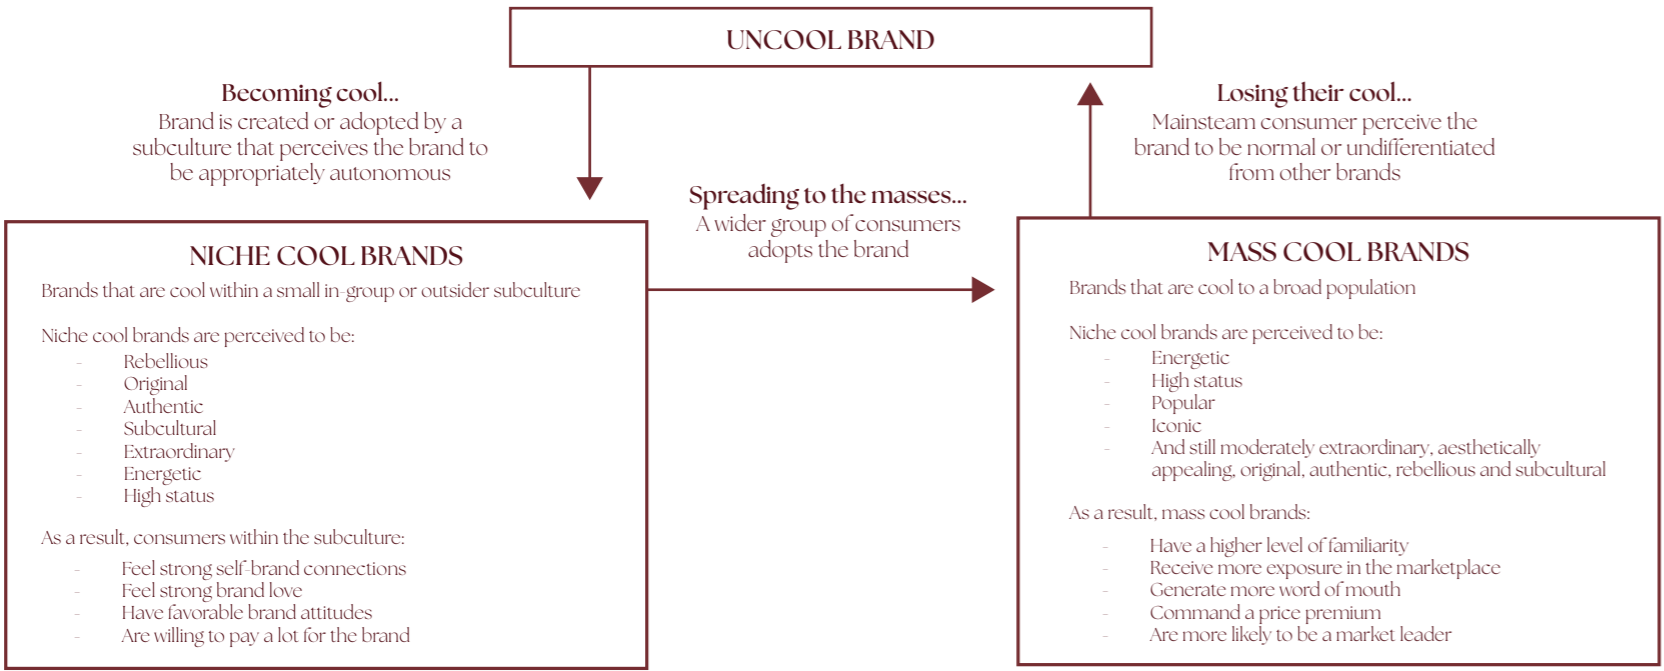 UNCOOL BRAND
Becoming cool...
Brand is created or adopted by a
subculture that perceives the brand to
be appropriately autonomous
Losing their cool...
Mainsteam consumer perceive the
brand to be normal or undifferentiated
from other brands
Spreading to the masses...
A wider group of consumers
adopts the brand
NICHE COOL BRANDS
Brands that are cool within a small in-group or outsider subculture
Niche cool brands are perceived to be:
- Rebellious
- Original
- Authentic
- Subcultural
- Extraordinary
- Energetic
- High status
As a result, consumers within the subculture:
- Feel strong self-brand connections
- Feel strong brand love
- Have favorable brand attitudes
- Are willing to pay a lot for the brand
MASS COOL BRANDS
Brands that are cool to a broad population
Niche cool brands are perceived to be:
- Energetic
- High status
- Popular
- Iconic
- And still moderately extraordinary, aesthetically
appealing, original, authentic, rebellious and subcultural
As a result, mass cool brands:
- Have a higher level of familiarity
- Receive more exposure in the marketplace
- Generate more word of mouth
- Command a price premium
- Are more likely to be a market leader